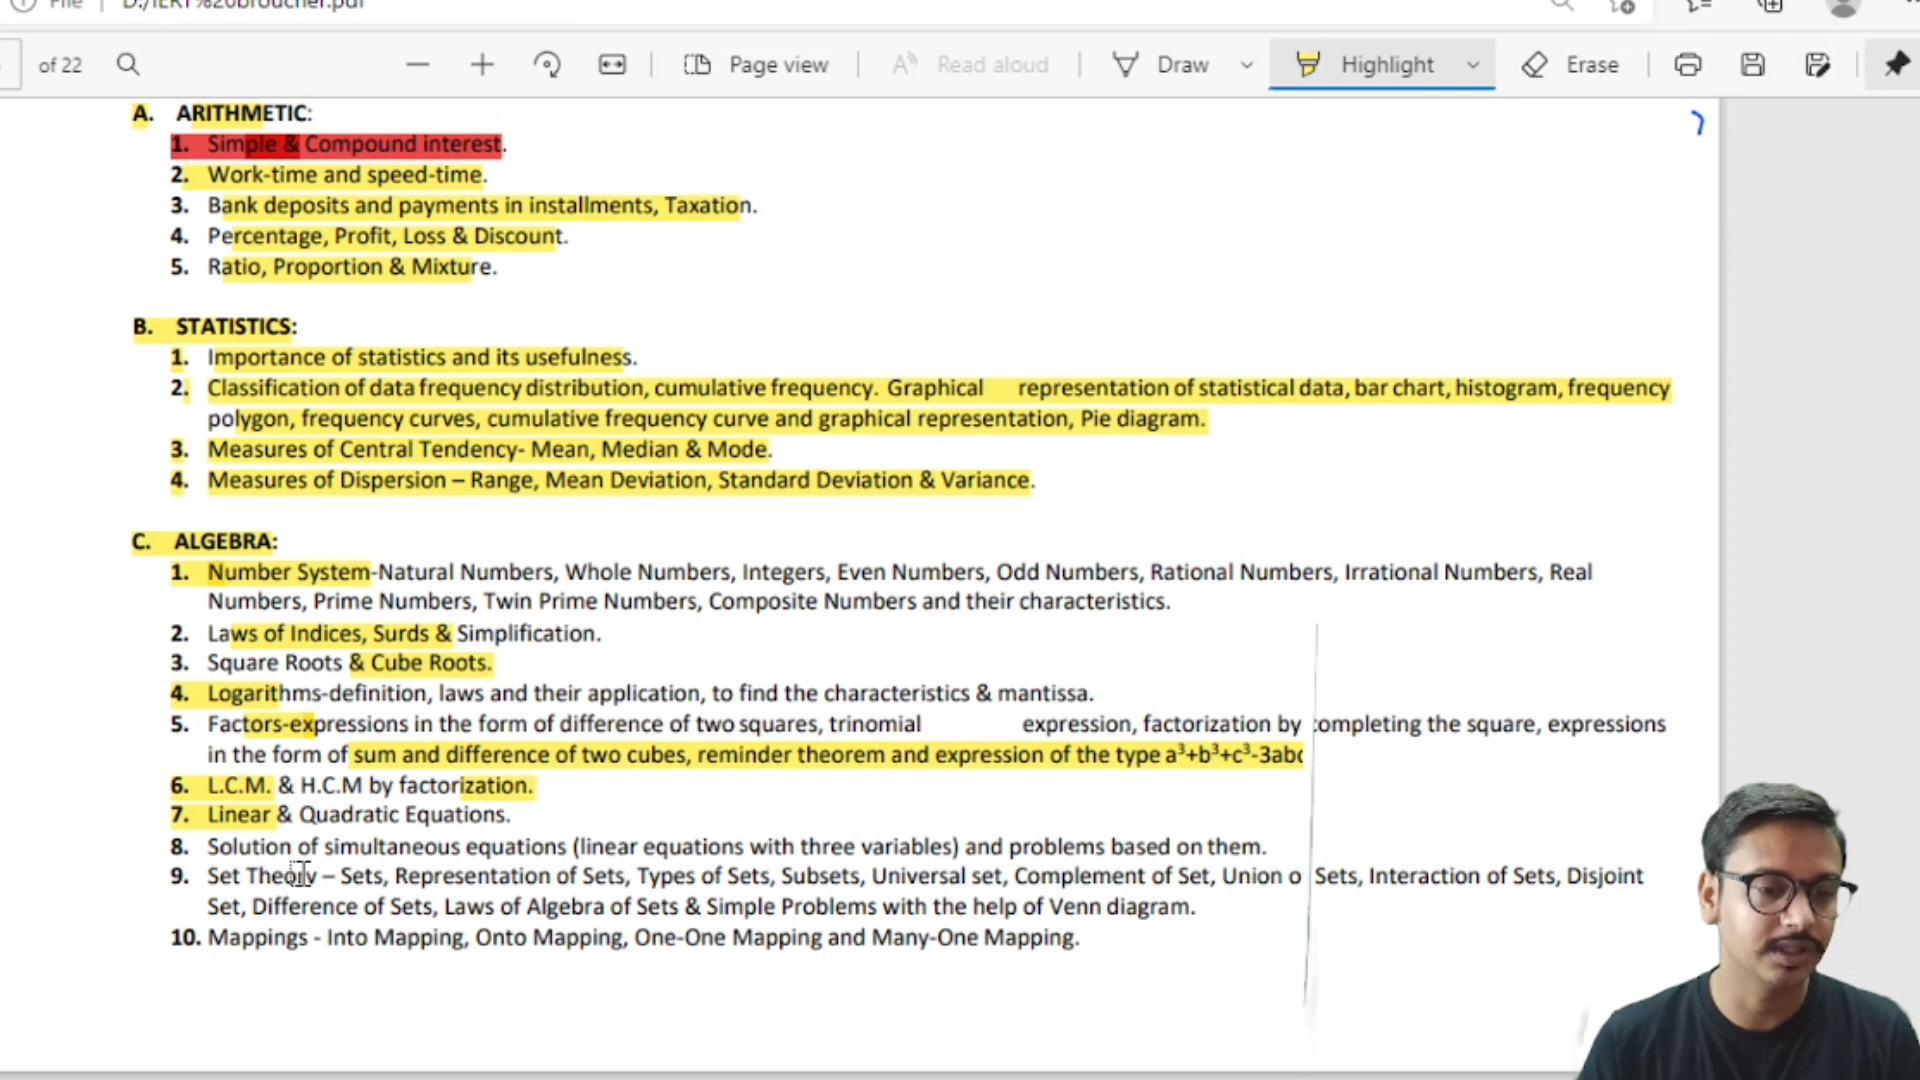 File | D:/IERT%20broucher.pdf
of 22
Page view
Read aloud
Draw
Highlight
Erase
A. ARITHMETIC:
1. Simple & Compound interest.
2. Work-time and speed-time.
3. Bank deposits and payments in installments, Taxation.
4. Percentage, Profit, Loss & Discount.
5. Ratio, Proportion & Mixture.
B. STATISTICS:
1. Importance of statistics and its usefulness.
2. Classification of data frequency distribution, cumulative frequency. Graphical representation of statistical data, bar chart, histogram, frequency
polygon, frequency curves, cumulative frequency curve and graphical representation, Pie diagram.
3. Measures of Central Tendency- Mean, Median & Mode.
4. Measures of Dispersion – Range, Mean Deviation, Standard Deviation & Variance.
C. ALGEBRA:
1. Number System-Natural Numbers, Whole Numbers, Integers, Even Numbers, Odd Numbers, Rational Numbers, Irrational Numbers, Real
Numbers, Prime Numbers, Twin Prime Numbers, Composite Numbers and their characteristics.
2. Laws of Indices, Surds & Simplification.
3. Square Roots & Cube Roots.
4. Logarithms-definition, laws and their application, to find the characteristics & mantissa.
5. Factors-expressions in the form of difference of two squares, trinomial expression, factorization by completing the square, expressions
in the form of sum and difference of two cubes, reminder theorem and expression of the type a³+b³+c³-3abc
6. L.C.M. & H.C.M by factorization.
7. Linear & Quadratic Equations.
8. Solution of simultaneous equations (linear equations with three variables) and problems based on them.
9. Set Theory – Sets, Representation of Sets, Types of Sets, Subsets, Universal set, Complement of Set, Union o Sets, Interaction of Sets, Disjoint
Set, Difference of Sets, Laws of Algebra of Sets & Simple Problems with the help of Venn diagram.
10. Mappings - Into Mapping, Onto Mapping, One-One Mapping and Many-One Mapping.